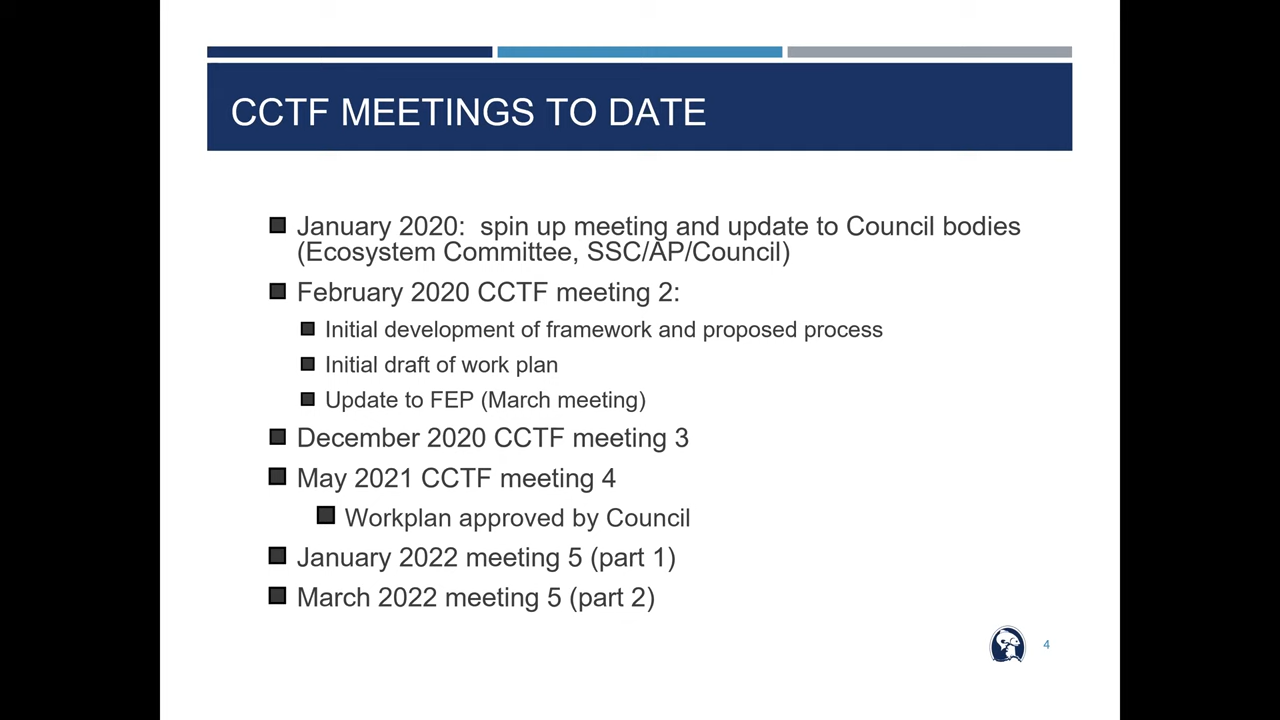 CCTF MEETINGS TO DATE
January 2020: spin up meeting and update to Council bodies
(Ecosystem Committee, SSC/AP/Council)
February 2020 CCTF meeting 2:
Initial development of framework and proposed process
Initial draft of work plan
Update to FEP (March meeting)
December 2020 CCTF meeting 3
May 2021 CCTF meeting 4
Workplan approved by Council
January 2022 meeting 5 (part 1)
March 2022 meeting 5 (part 2)
4